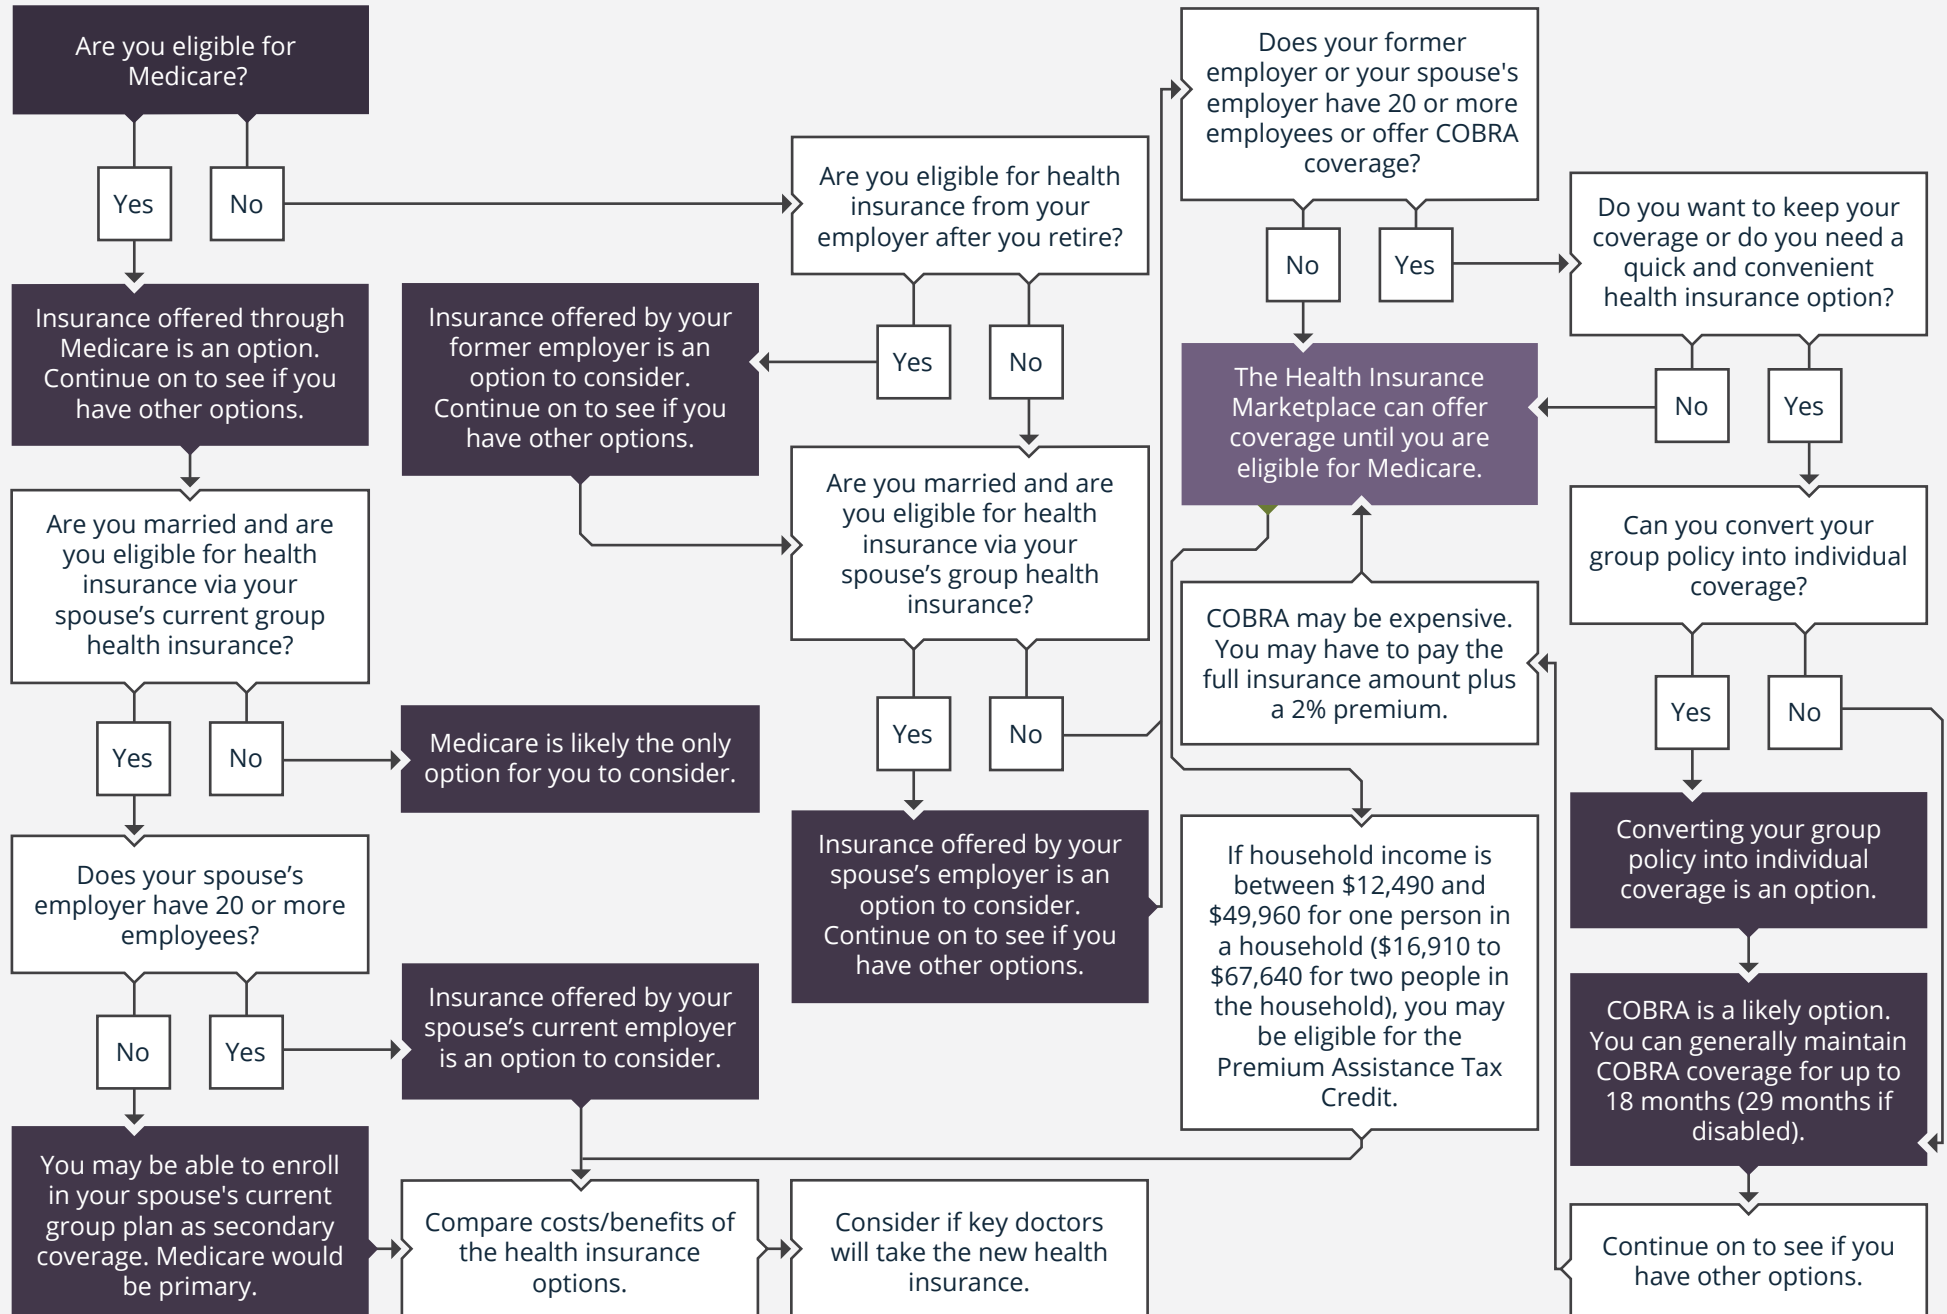 Are you eligible for
Medicare?
Yes
No
Insurance offered through
Medicare is an option.
Continue on to see if you
have other options.
Are you married and are
you eligible for health
insurance via your
spouse’s current group
health insurance?
Yes
No
Medicare is likely the only
option for you to consider.
Does your spouse’s
employer have 20 or more
employees?
No
Yes
Insurance offered by your
spouse’s current employer
is an option to consider.
You may be able to enroll
in your spouse's current
group plan as secondary
coverage. Medicare would
be primary.
Compare costs/benefits of
the health insurance
options.
Consider if key doctors
will take the new health
insurance.
Are you eligible for health
insurance from your
employer after you retire?
Yes
No
Insurance offered by your
former employer is an
option to consider.
Continue on to see if you
have other options.
Are you married and are
you eligible for health
insurance via your
spouse’s group health
insurance?
Yes
No
Insurance offered by your
spouse’s employer is an
option to consider.
Continue on to see if you
have other options.
Does your former
employer or your spouse's
employer have 20 or more
employees or offer COBRA
coverage?
No
Yes
The Health Insurance
Marketplace can offer
coverage until you are
eligible for Medicare.
COBRA may be expensive.
You may have to pay the
full insurance amount plus
a 2% premium.
If household income is
between $12,490 and
$49,960 for one person in
a household ($16,910 to
$67,640 for two people in
the household), you may
be eligible for the
Premium Assistance Tax
Credit.
Do you want to keep your
coverage or do you need a
quick and convenient
health insurance option?
No
Yes
Can you convert your
group policy into individual
coverage?
Yes
No
Converting your group
policy into individual
coverage is an option.
COBRA is a likely option.
You can generally maintain
COBRA coverage for up to
18 months (29 months if
disabled).
Continue on to see if you
have other options.